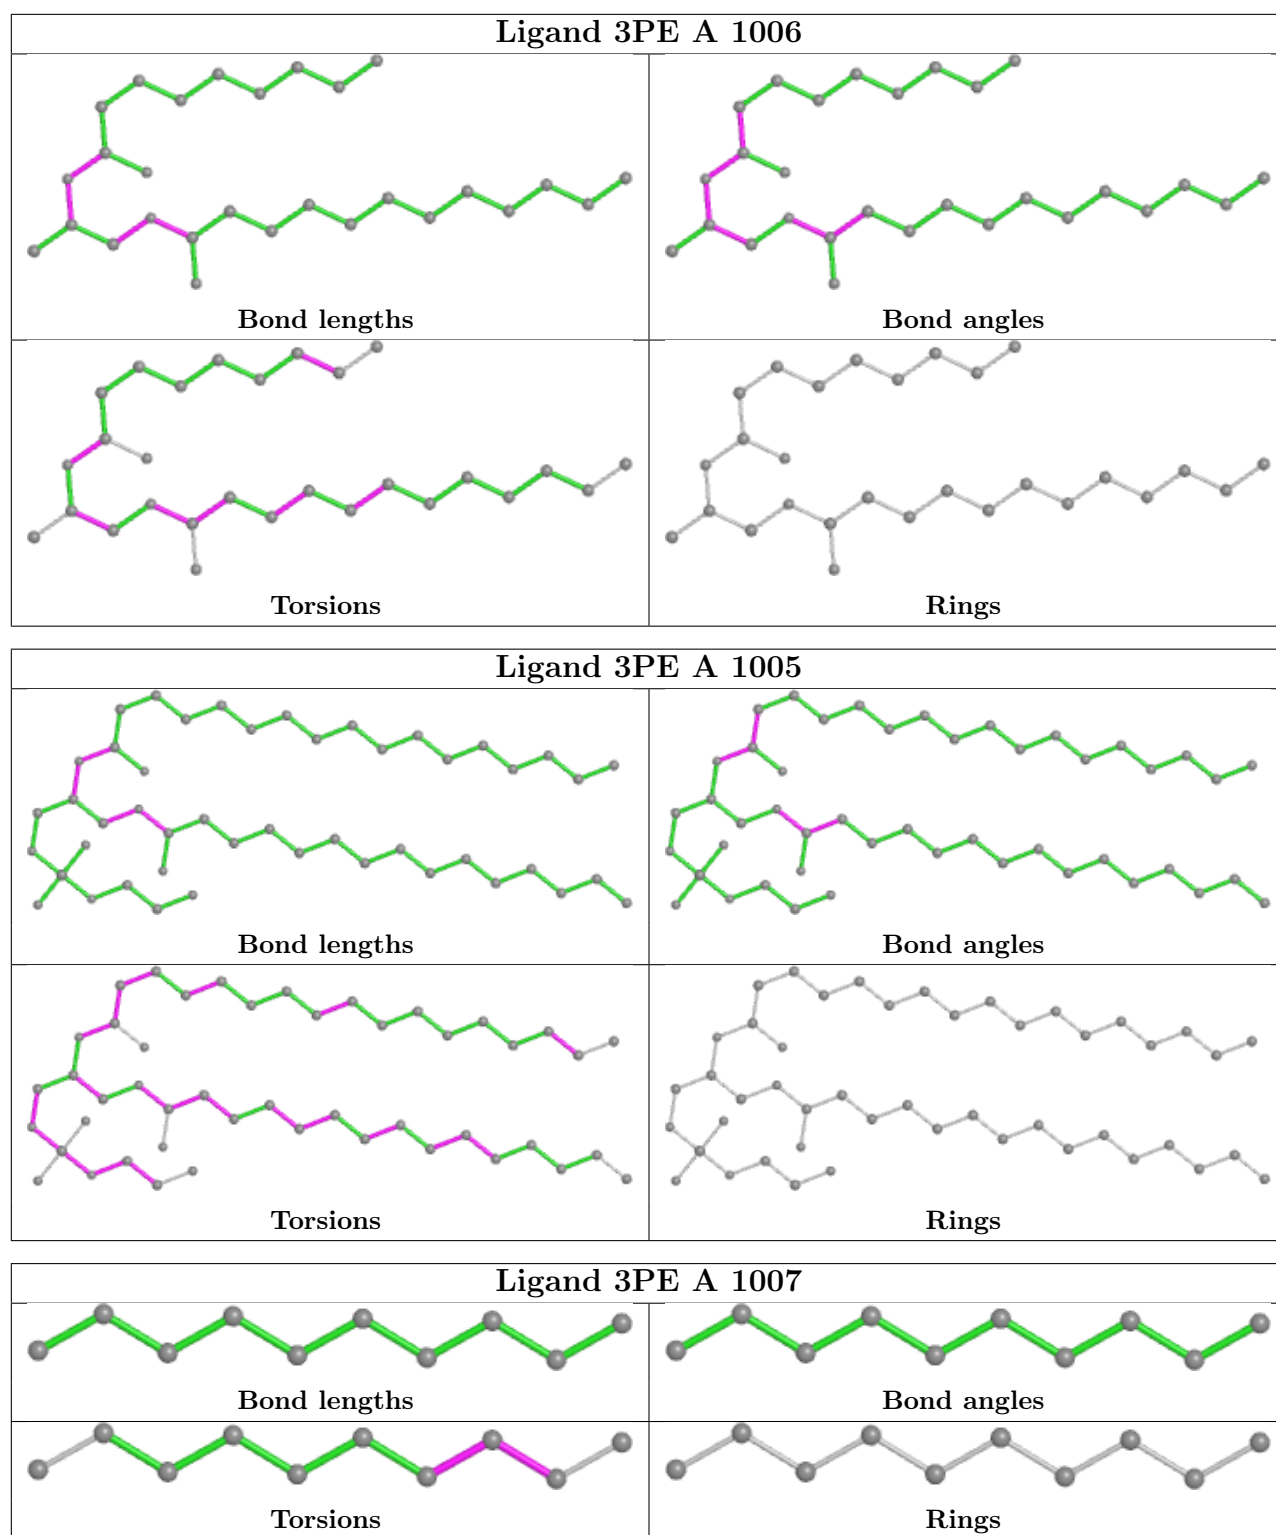 Ligand 3PE A 1006
Bond lengths
Bond angles
Torsions
Rings
Ligand 3PE A 1005
Bond lengths
Bond angles
Torsions
Rings
Ligand 3PE A 1007
Bond lengths
Bond angles
Torsions
Rings